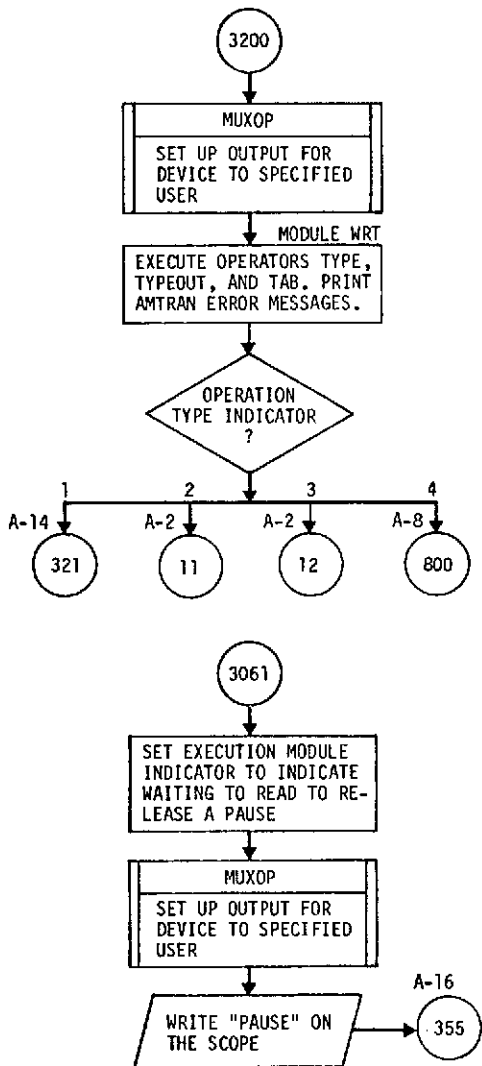 3200
MUXOP
SET UP OUTPUT FOR
DEVICE TO SPECIFIED
USER
MODULE WRT
EXECUTE OPERATORS TYPE,
TYPEOUT, AND TAB. PRINT
AMTRAN ERROR MESSAGES.
OPERATION
TYPE INDICATOR
?
1 2 3 4
A-14 A-2 A-2 A-8
321 11 12 800
3061
SET EXECUTION MODULE
INDICATOR TO INDICATE
WAITING TO READ TO RE-
LEASE A PAUSE
MUXOP
SET UP OUTPUT FOR
DEVICE TO SPECIFIED
USER
A-16
WRITE "PAUSE" ON
THE SCOPE
355